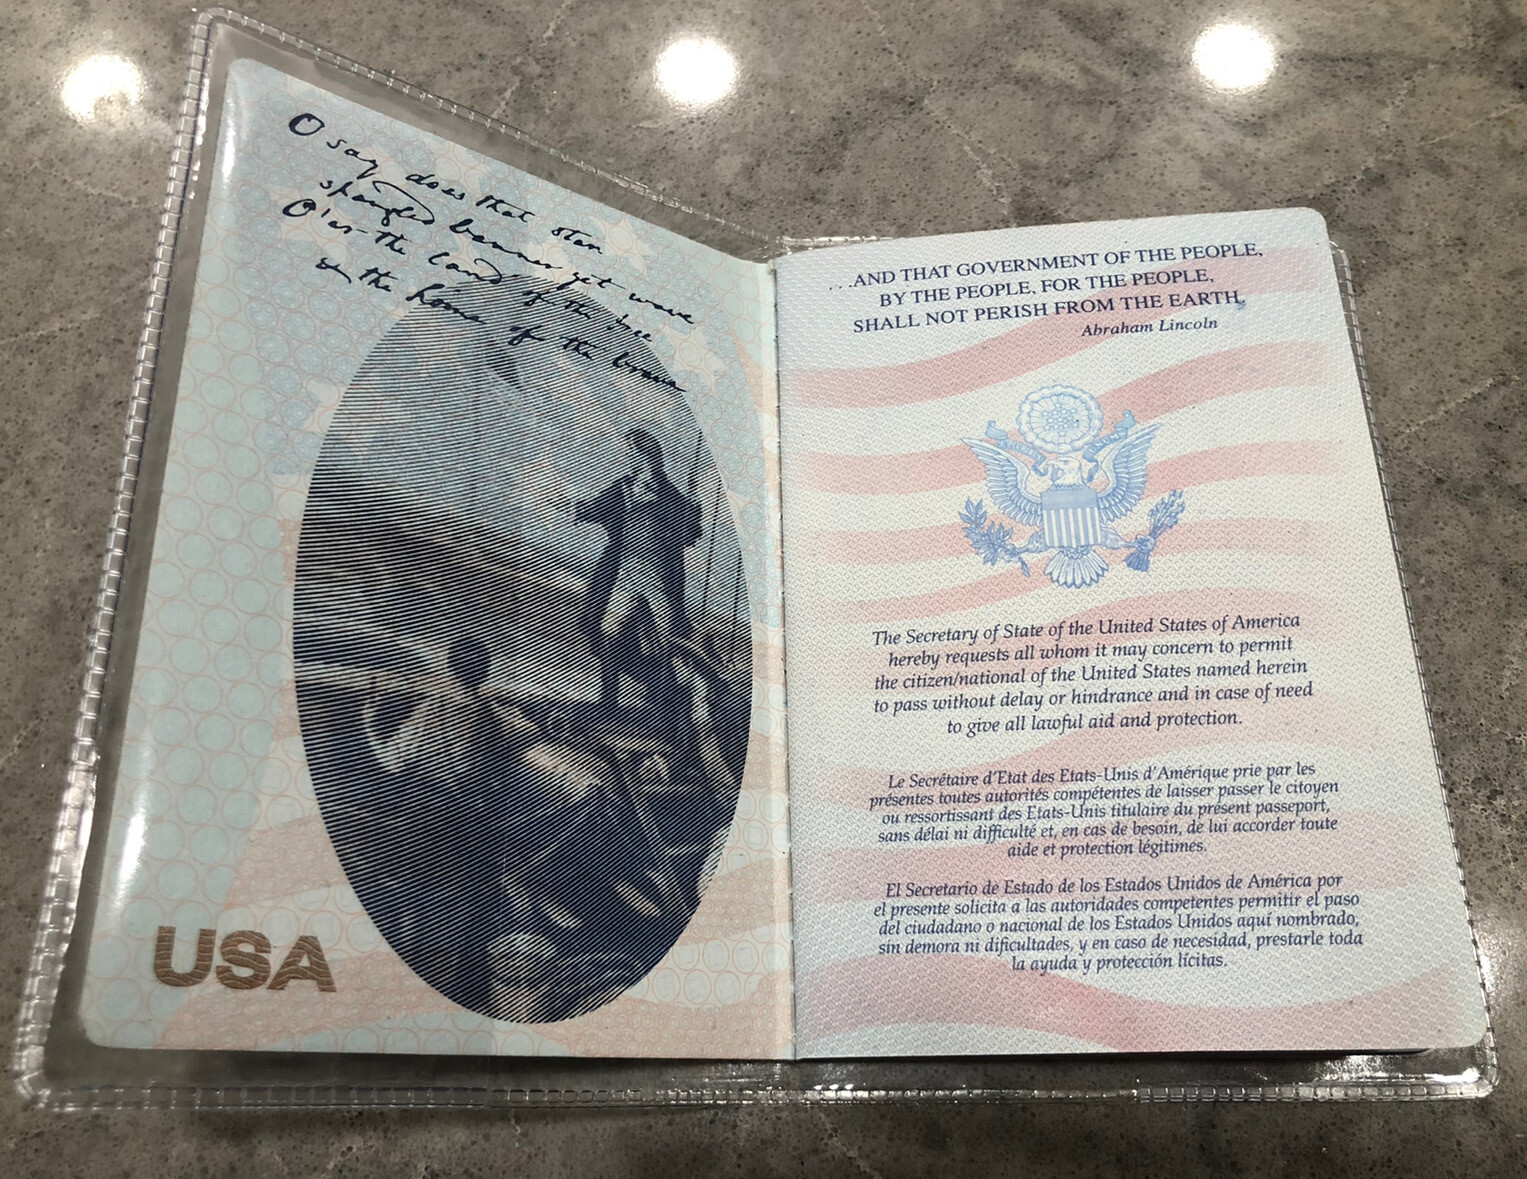 O say does that star
spangled banner yet wave
O'er the land of the free
& the home of the brave
USA
. . .AND THAT GOVERNMENT OF THE PEOPLE,
BY THE PEOPLE, FOR THE PEOPLE,
SHALL NOT PERISH FROM THE EARTH.
Abraham Lincoln
The Secretary of State of the United States of America
hereby requests all whom it may concern to permit
the citizen/national of the United States named herein
to pass without delay or hindrance and in case of need
to give all lawful aid and protection.
Le Secrétaire d'Etat des Etats-Unis d'Amérique prie par les
présentes toutes autorités compétentes de laisser passer le citoyen
ou ressortissant des Etats-Unis titulaire du présent passeport,
sans délai ni difficulté et, en cas de besoin, de lui accorder toute
aide et protection légitimes.
El Secretario de Estado de los Estados Unidos de América por
el presente solicita a las autoridades competentes permitir el paso
del ciudadano o nacional de los Estados Unidos aquí nombrado,
sin demora ni dificultades, y en caso de necesidad, prestarle toda
la ayuda y protección lícitas.